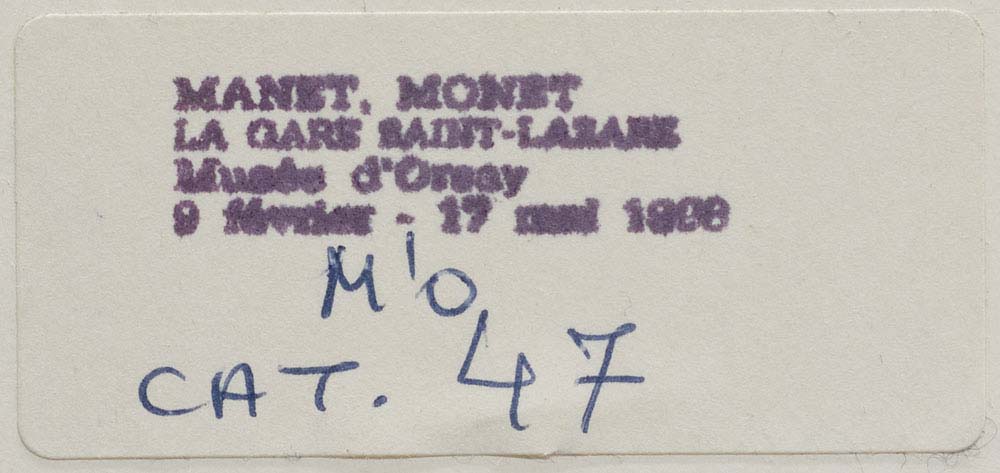 MANET, MONET
LA GARE SAINT-LAZARE
Musée d'Orsay
9 février - 17 mai 1998
M'O
CAT. 47